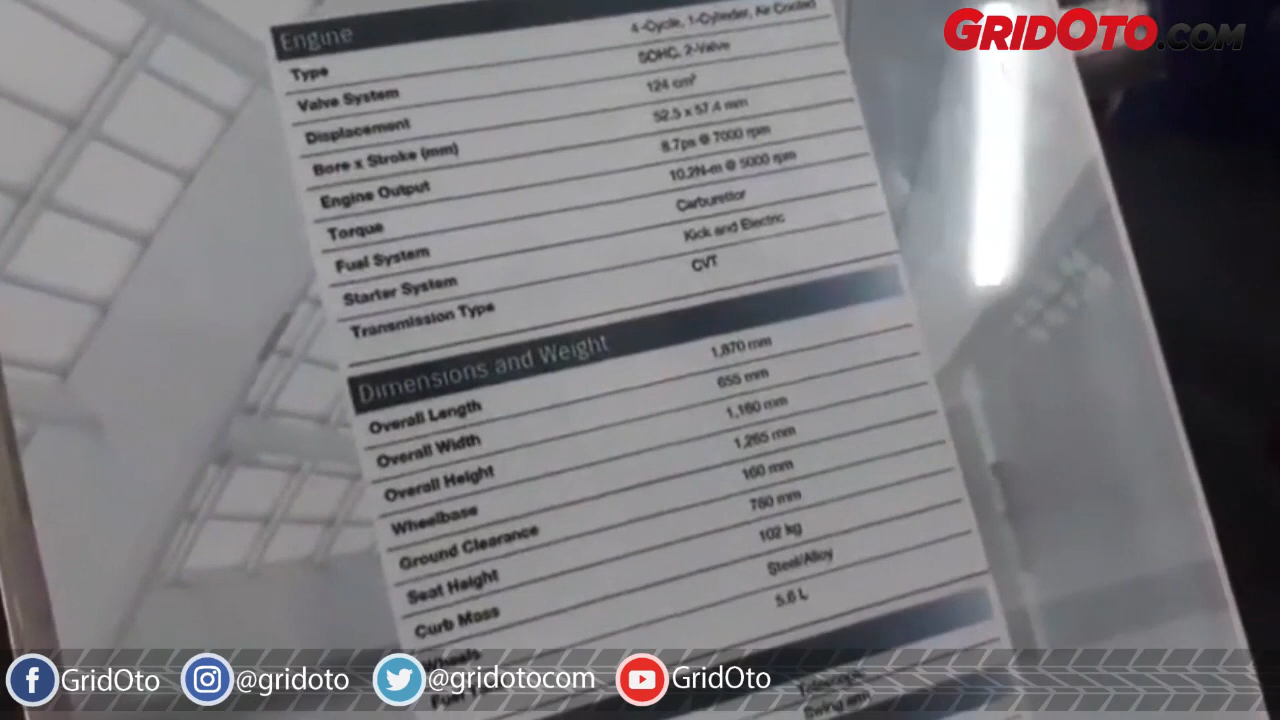 GRIDOTO.COM
Engine
Type 4-Cycle, 1-Cylinder, Air Cooled
Valve System SOHC, 2-Valve
Displacement 124 cm³
Bore x Stroke (mm) 52.5 x 57.4 mm
Engine Output 8.7ps @ 7000 rpm
Torque 10.2N-m @ 5000 rpm
Fuel System Carburettor
Starter System Kick and Electric
Transmission Type CVT
Dimensions and Weight
Overall Length 1,870 mm
Overall Width 655 mm
Overall Height 1,160 mm
Wheelbase 1,265 mm
Ground Clearance 160 mm
Seat Height 780 mm
Curb Mass 102 kg
Wheels Steel/Alloy
Fuel 5.6 L
Swing arm
GridOto @gridoto @gridotocom GridOto